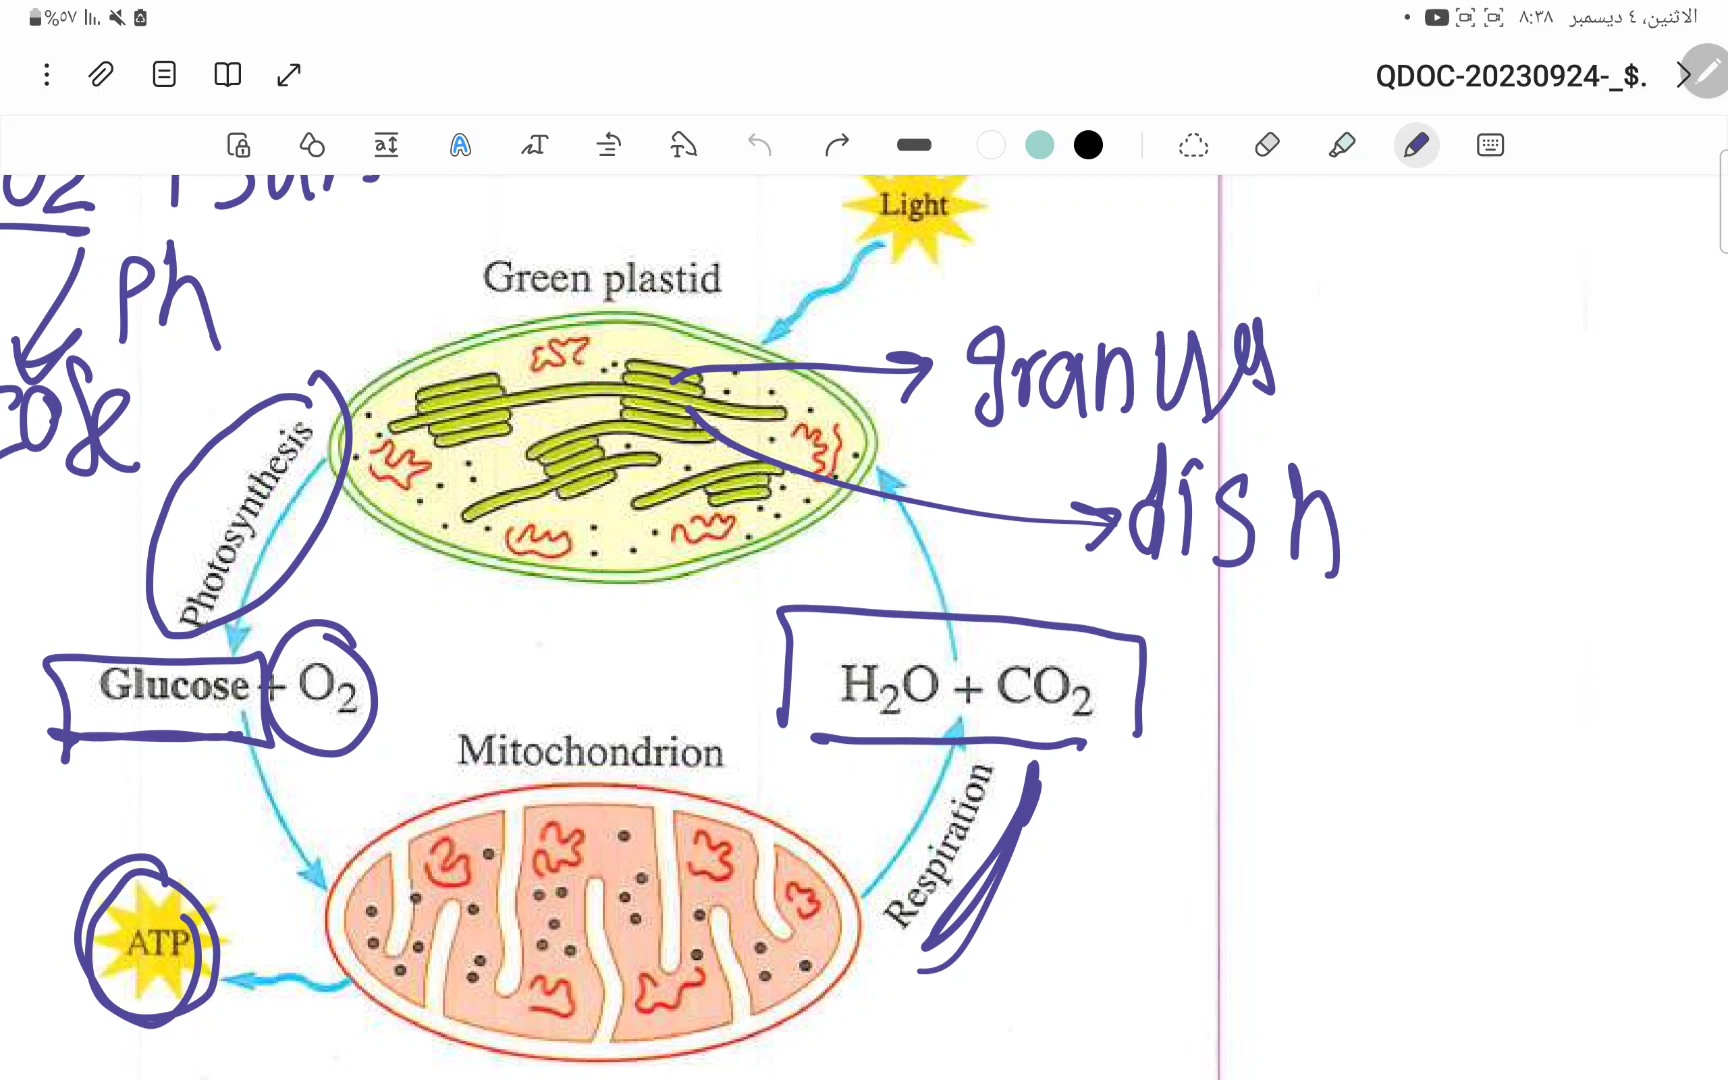 %٥٧
٨:٣٨ الاثنين، ٤ ديسمبر
QDOC-20230924-_$.
Light
Ph
Green plastid
granues
dish
Photosynthesis
Glucose + O2
H2O + CO2
Mitochondrion
Respiration
ATP